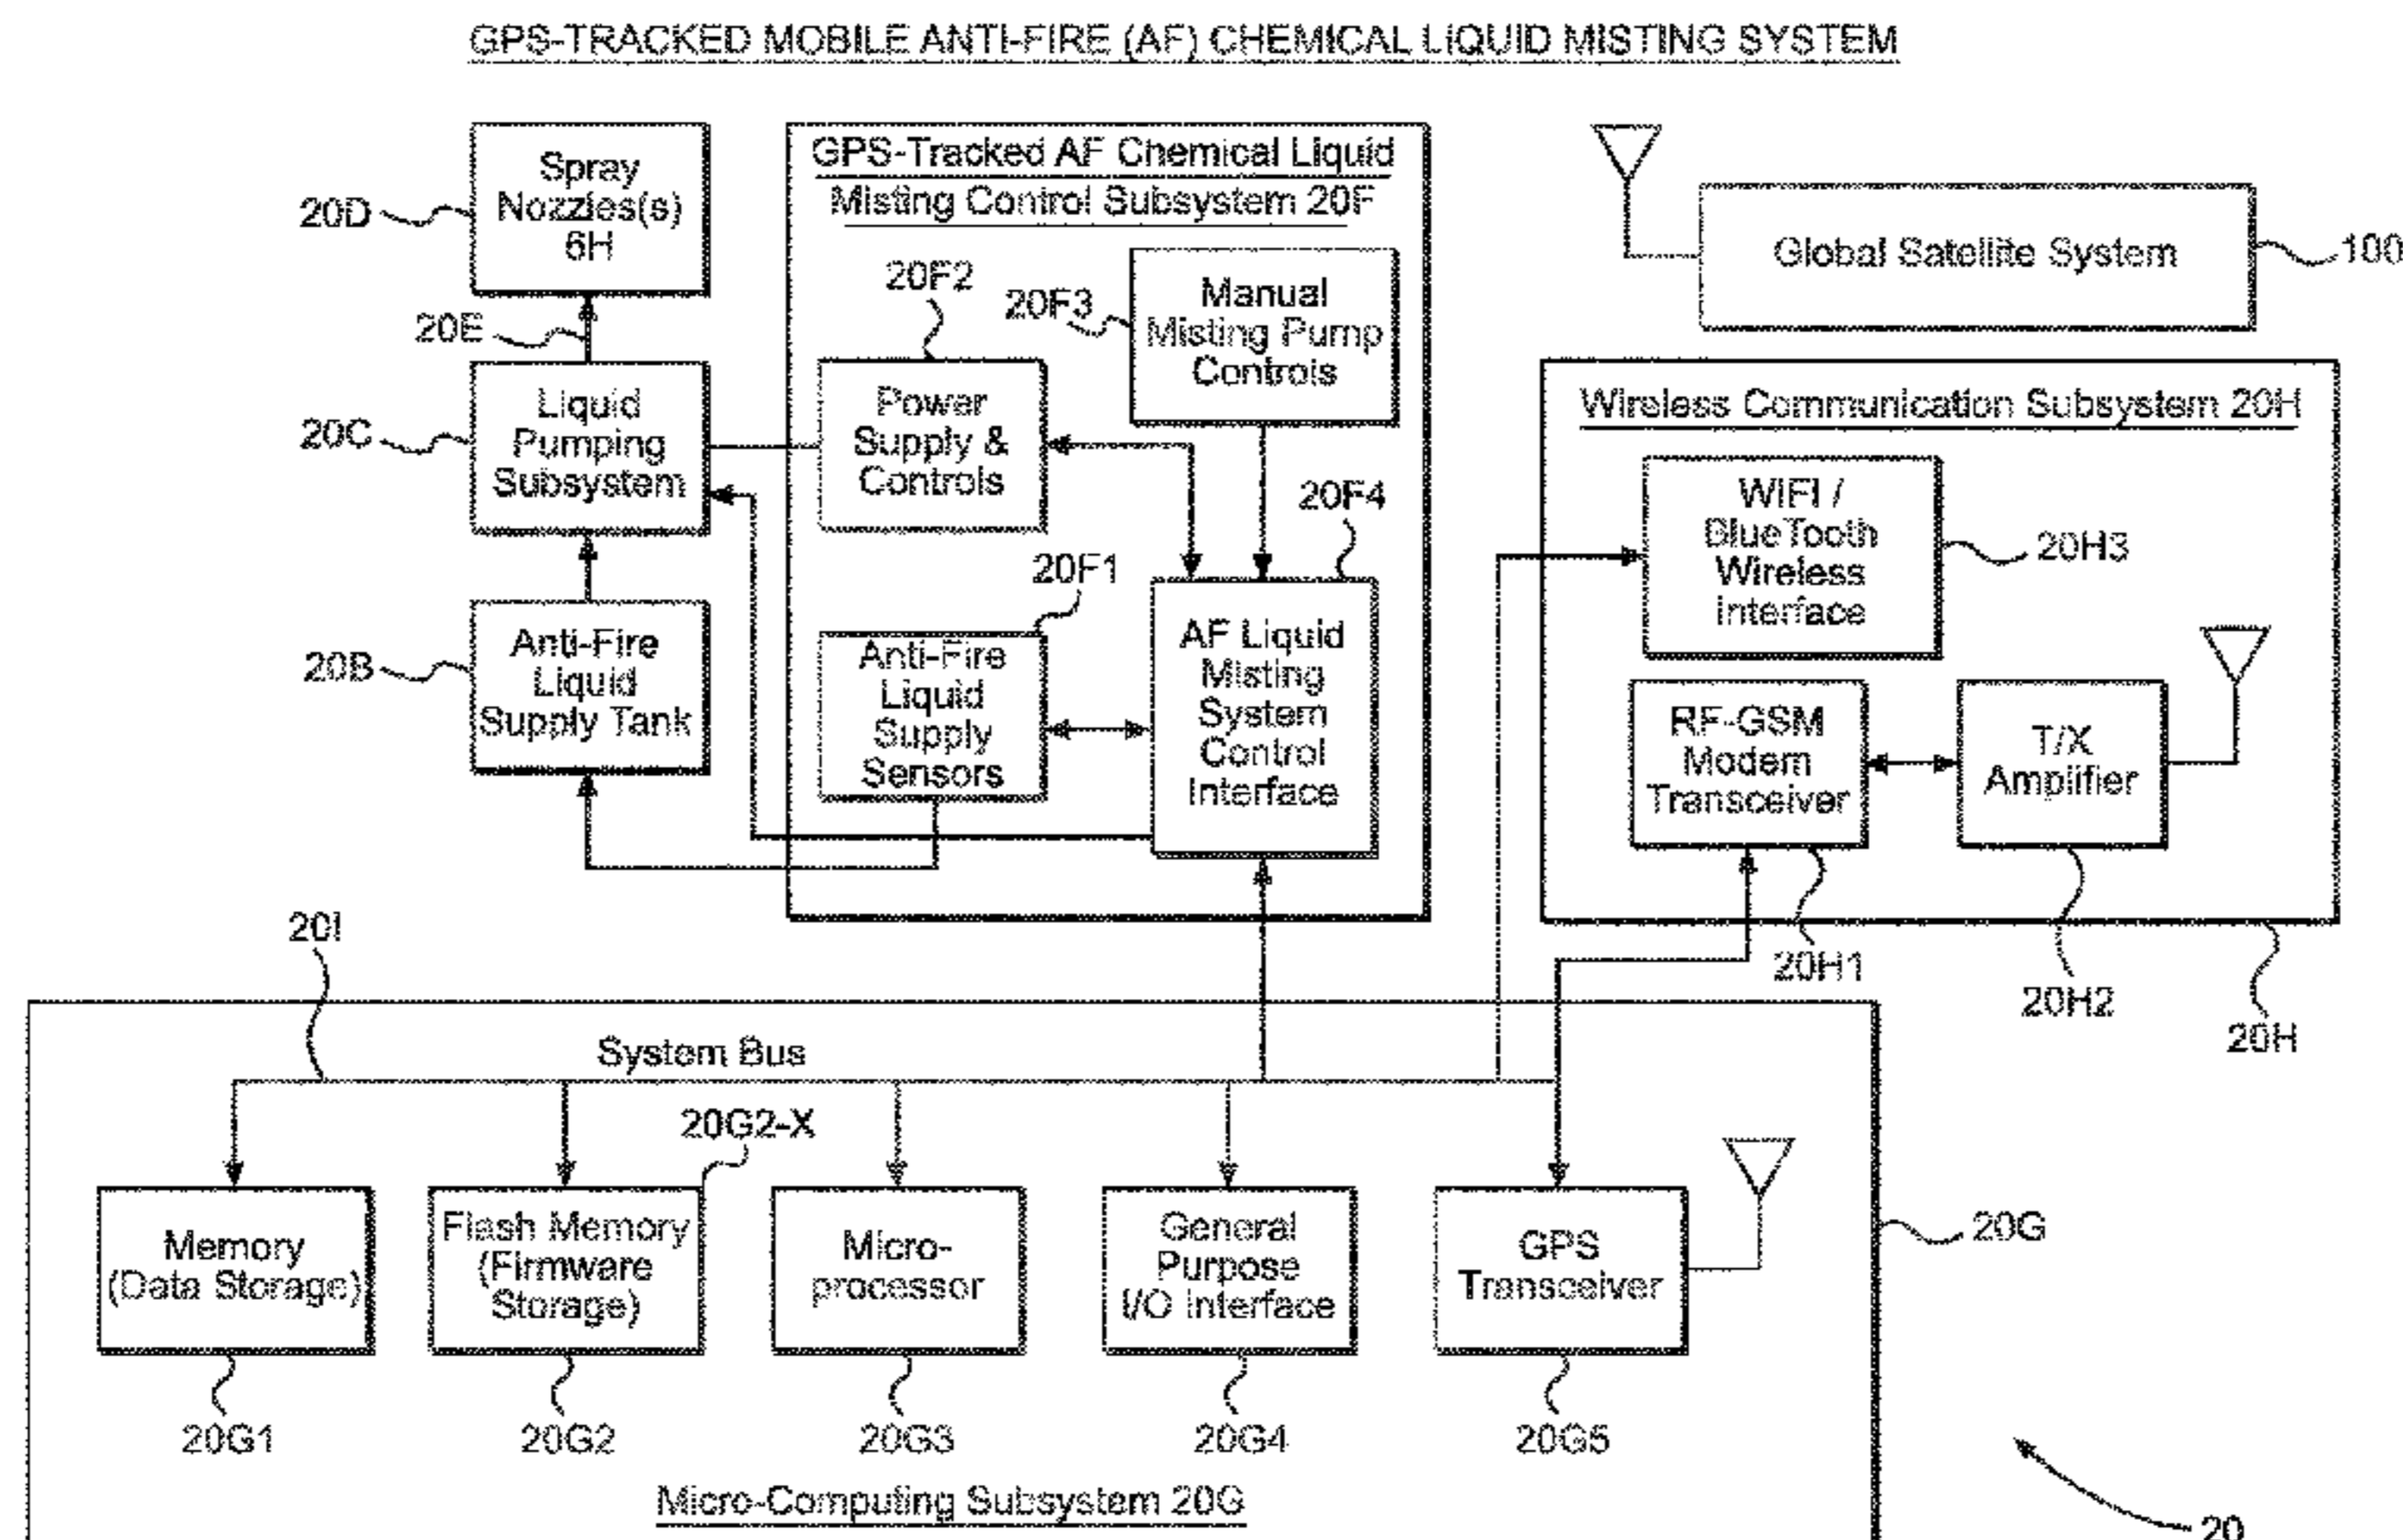 GPS-TRACKED MOBILE ANTI-FIRE (AF) CHEMICAL LIQUID MISTING SYSTEM
Spray
Nozzles(s)
6H
20D
20E
Liquid
Pumping
Subsystem
20C
Anti-Fire
Liquid
Supply Tank
20B
GPS-Tracked AF Chemical Liquid
Misting Control Subsystem 20F
20F2
Power
Supply &
Controls
20F3
Manual
Misting Pump
Controls
20F1
Anti-Fire
Liquid
Supply
Sensors
20F4
AF Liquid
Misting
System
Control
Interface
Global Satellite System
100
Wireless Communication Subsystem 20H
WIFI /
BlueTooth
Wireless
Interface
20H3
RF-GSM
Modem
Transceiver
T/X
Amplifier
20H1
20H2
20H
20I
System Bus
20G2-X
Memory
(Data Storage)
Flash Memory
(Firmware
Storage)
Micro-
processor
General
Purpose
I/O Interface
GPS
Transceiver
20G
20G1
20G2
20G3
20G4
20G5
Micro-Computing Subsystem 20G
20